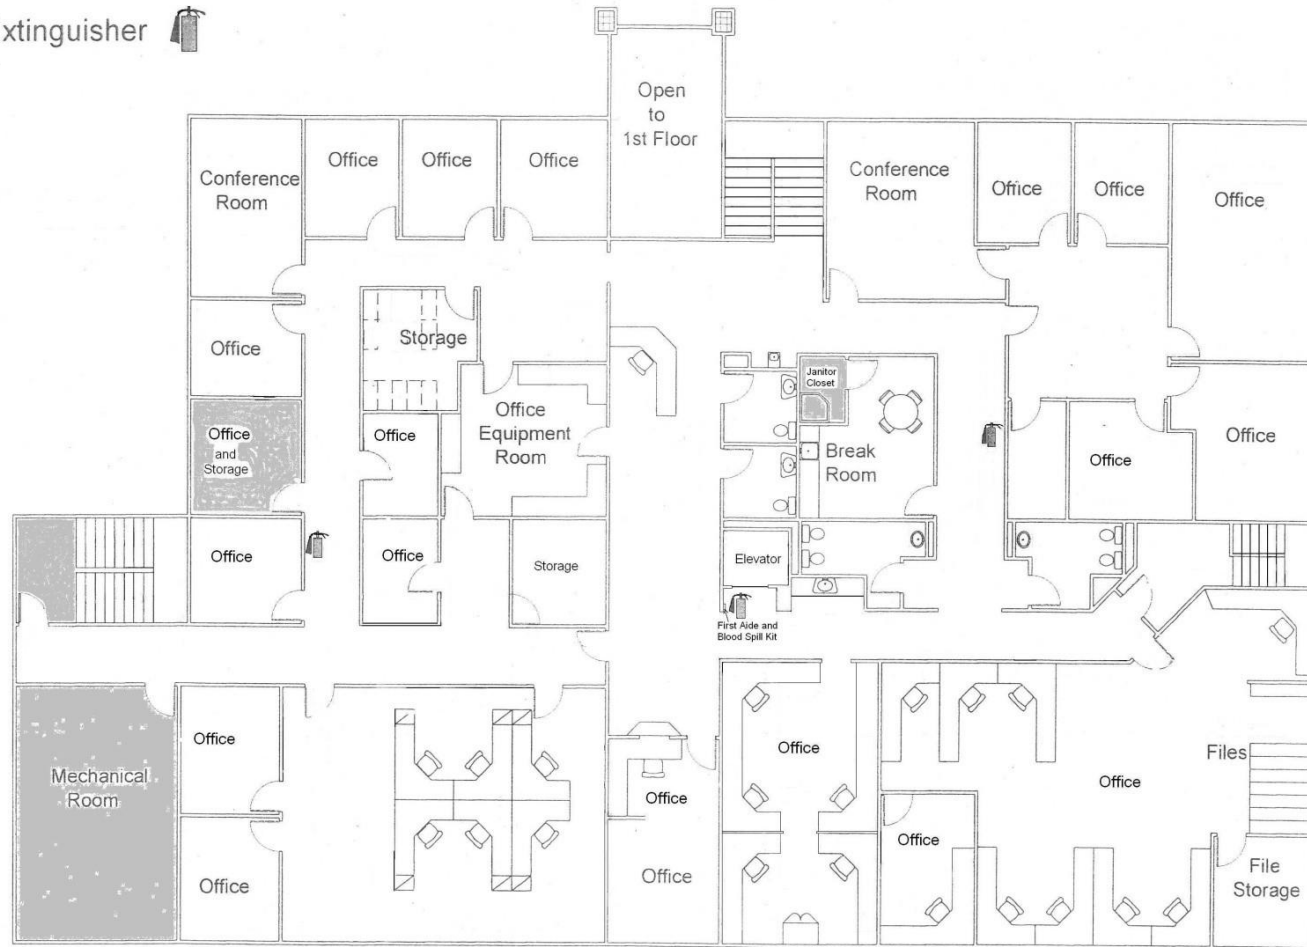 xtinguisher
Open
to
1st Floor
Conference
Room
Office
Office
Office
Conference
Room
Office
Office
Office
Office
Storage
Office
and
Storage
Office
Office
Equipment
Room
Janitor
Closet
Break
Room
Office
Office
Office
Office
Storage
Elevator
First Aide and
Blood Spill Kit
Office
Mechanical
Room
Office
Office
Office
Office
Office
Office
Office
Files
File
Storage